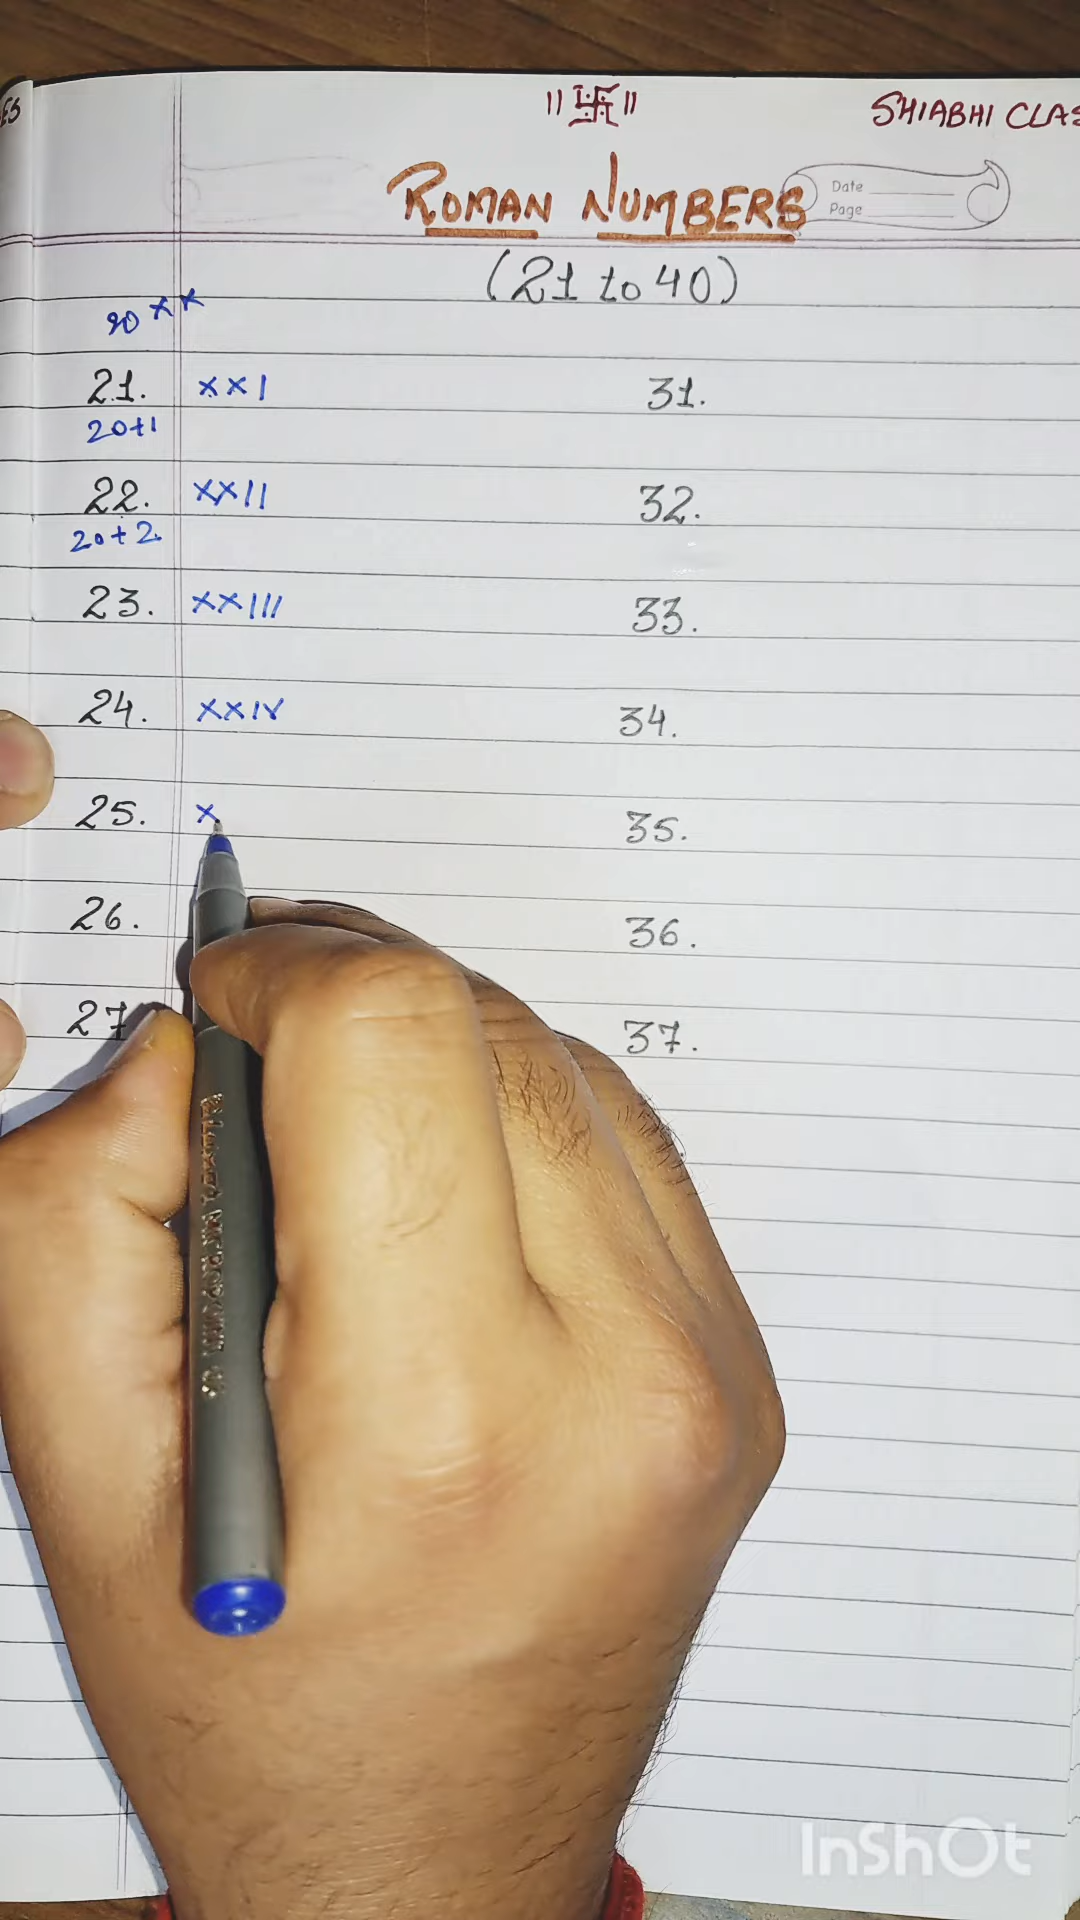 ES
॥ 卐 ॥
SHIABHI CLAS
ROMAN NUMBERS
Date
Page
(21 to 40)
20 XX
21. XXI 31.
20+1
22. XXII 32.
20+2.
23. XXIII 33.
24. XXIV 34.
25. X 35.
26. 36.
27 37.
InShOt